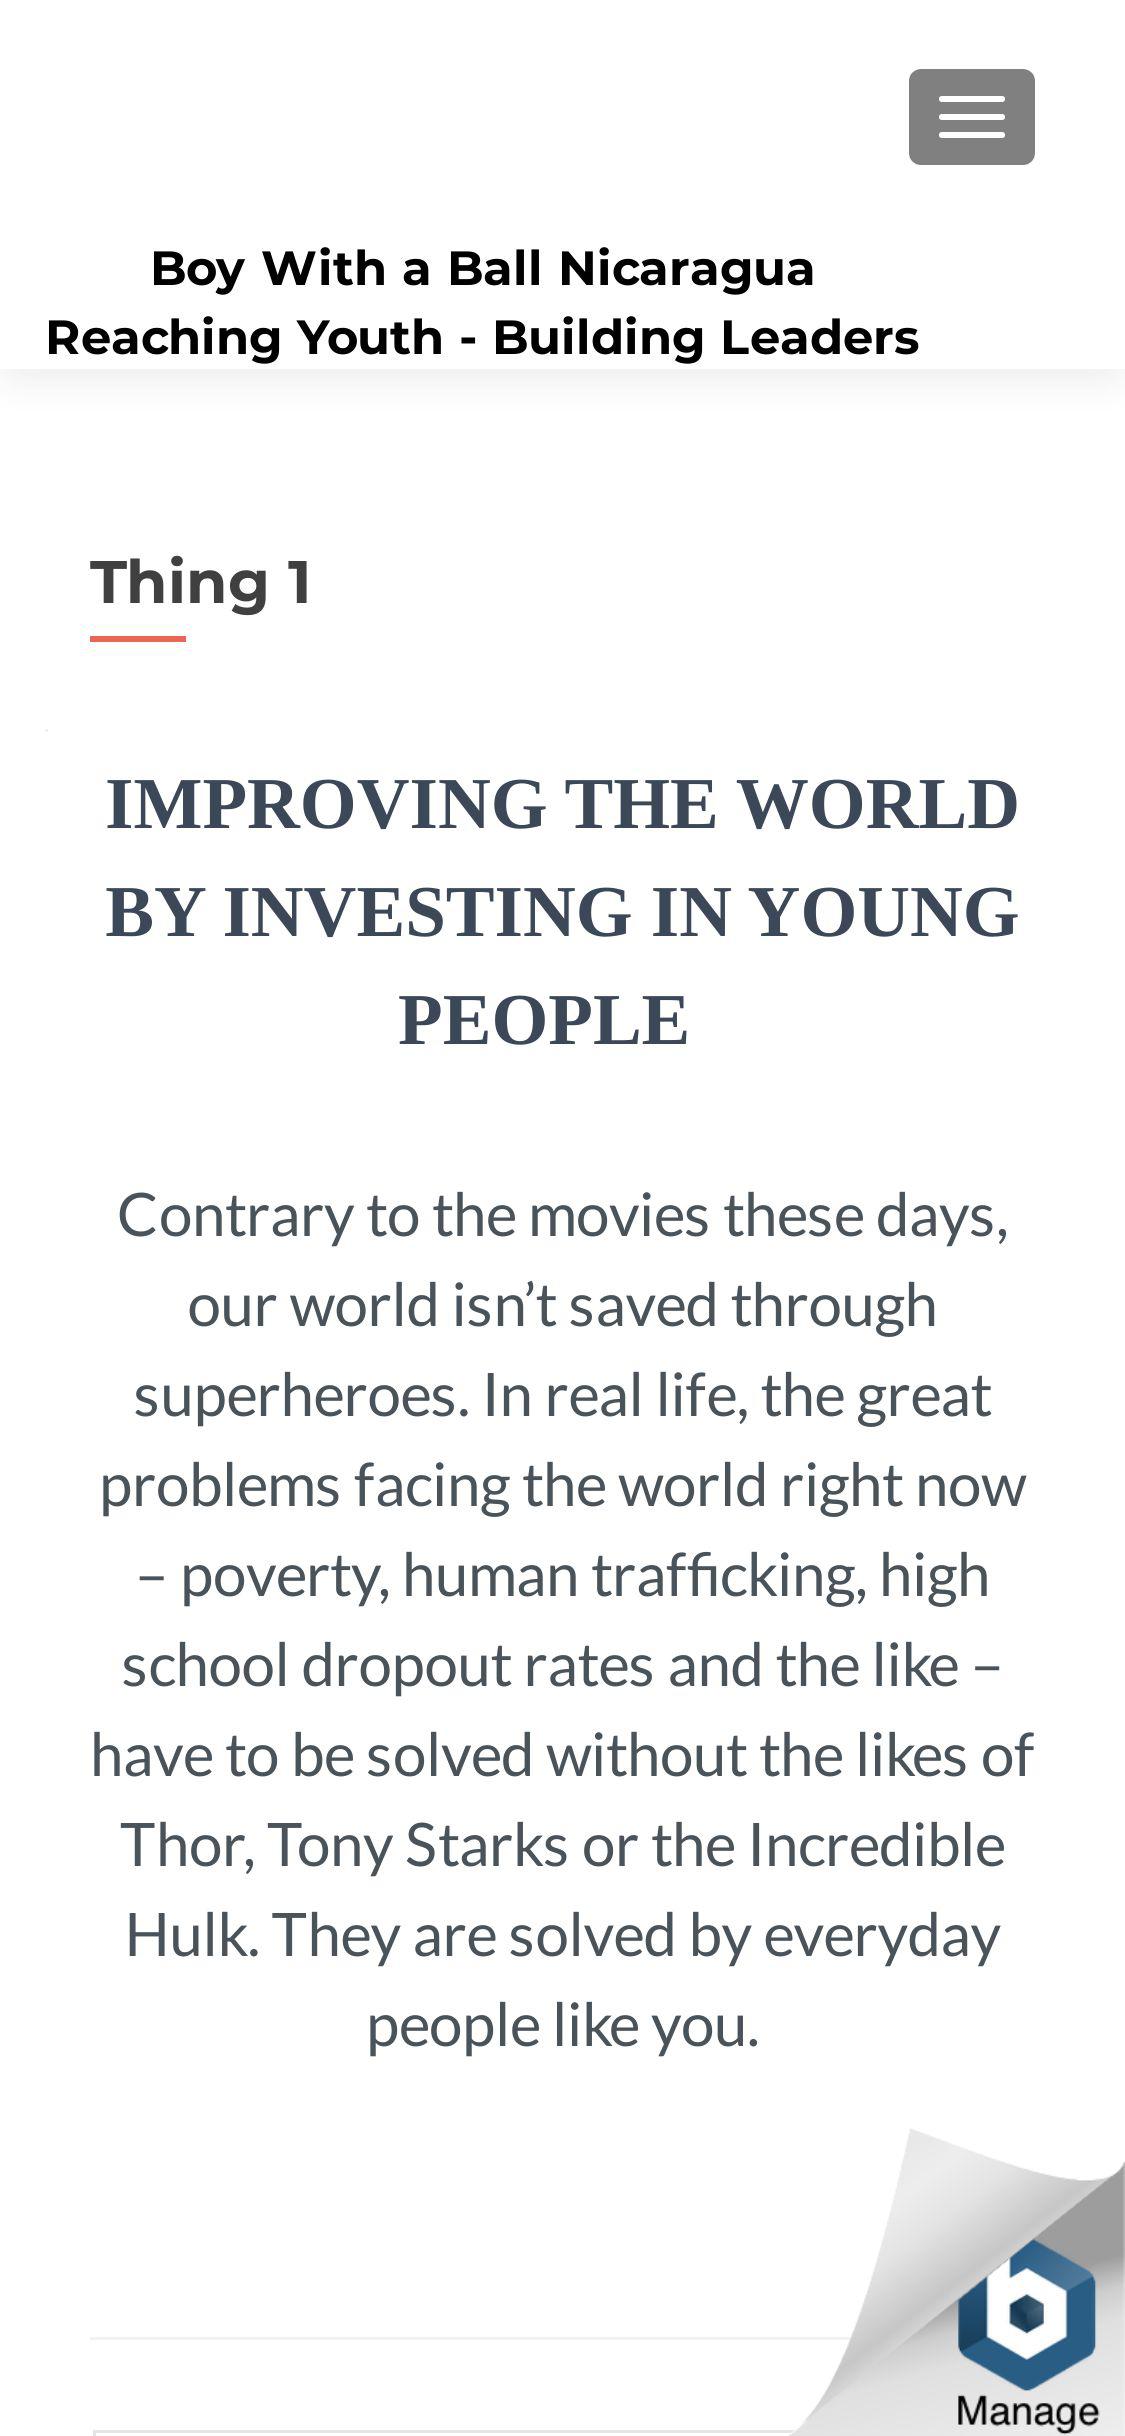 Boy With a Ball Nicaragua
Reaching Youth - Building Leaders
Thing 1
IMPROVING THE WORLD
BY INVESTING IN YOUNG
PEOPLE
Contrary to the movies these days,
our world isn’t saved through
superheroes. In real life, the great
problems facing the world right now
– poverty, human trafficking, high
school dropout rates and the like –
have to be solved without the likes of
Thor, Tony Starks or the Incredible
Hulk. They are solved by everyday
people like you.
b
Manage